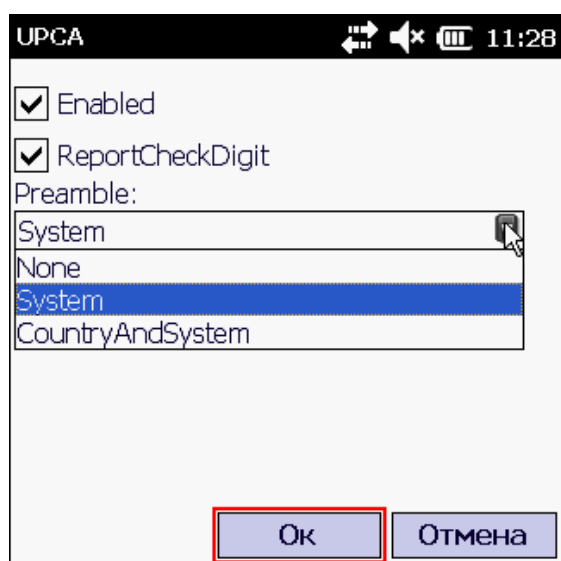 UPCA 11:28
Enabled
ReportCheckDigit
Preamble:
System
None
System
CountryAndSystem
Ок Отмена